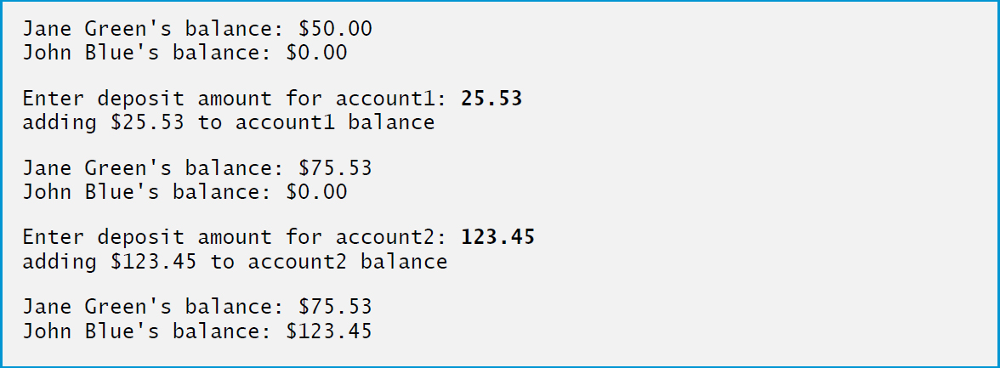 Jane Green's balance: $50.00
John Blue's balance: $0.00
Enter deposit amount for account1: 25.53
adding $25.53 to account1 balance
Jane Green's balance: $75.53
John Blue's balance: $0.00
Enter deposit amount for account2: 123.45
adding $123.45 to account2 balance
Jane Green's balance: $75.53
John Blue's balance: $123.45